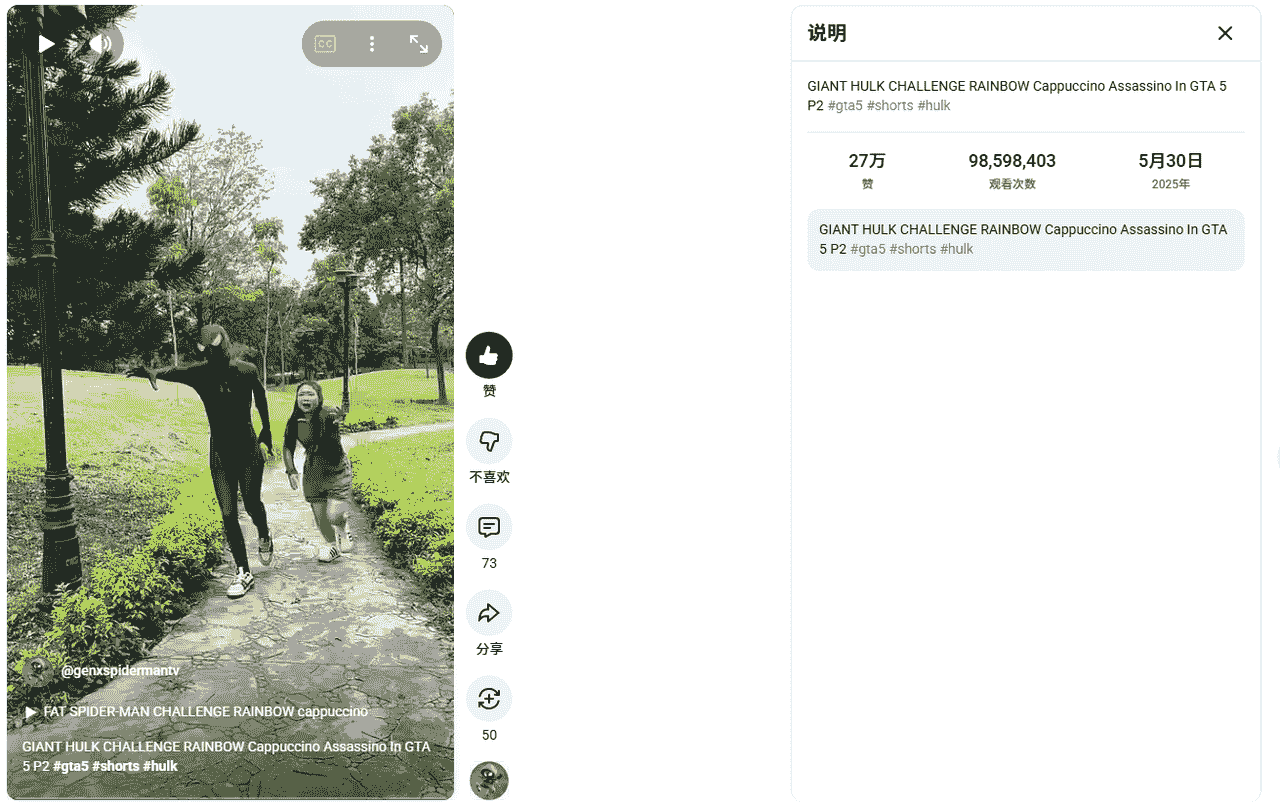 CC
@genxspidermantv
FAT SPIDER-MAN CHALLENGE RAINBOW cappuccino
GIANT HULK CHALLENGE RAINBOW Cappuccino Assassino In GTA
5 P2 #gta5 #shorts #hulk
赞
不喜欢
73
分享
50
说明
GIANT HULK CHALLENGE RAINBOW Cappuccino Assassino In GTA 5
P2 #gta5 #shorts #hulk
27万 98,598,403 5月30日
赞 观看次数 2025年
GIANT HULK CHALLENGE RAINBOW Cappuccino Assassino In GTA
5 P2 #gta5 #shorts #hulk